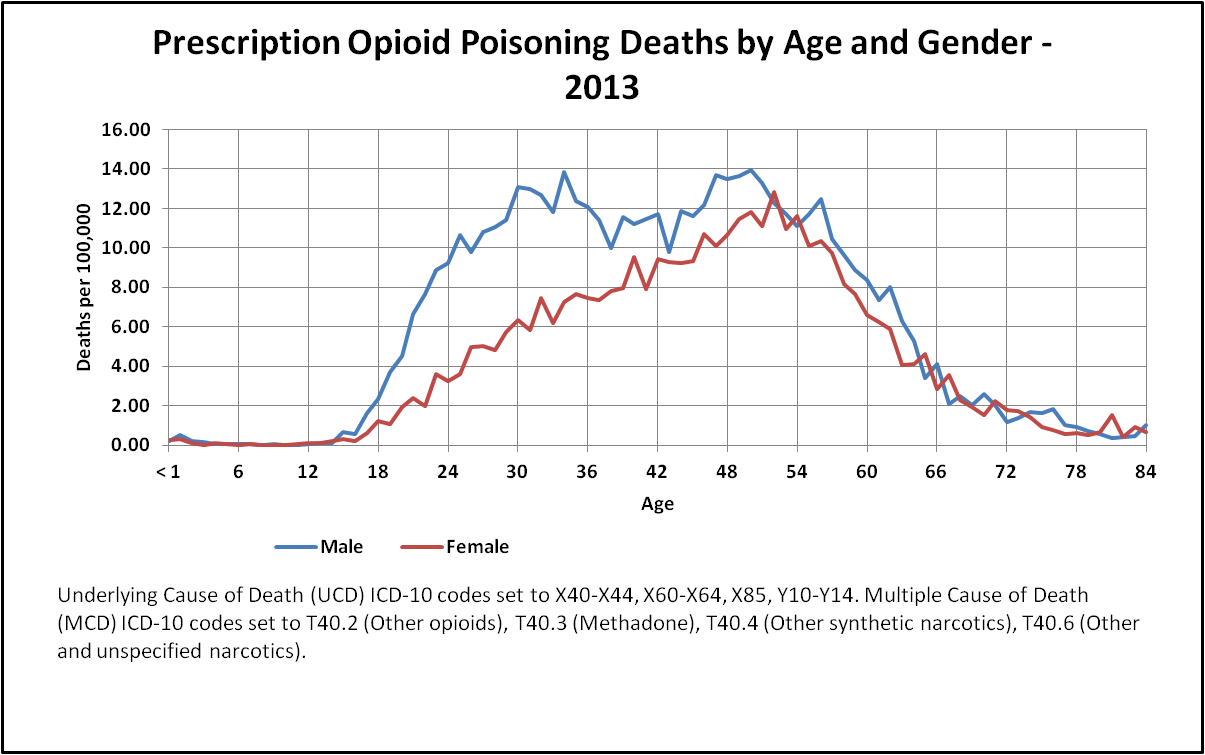 Prescription Opioid Poisoning Deaths by Age and Gender -
2013
16.00
14.00
12.00
10.00
8.00
6.00
4.00
2.00
0.00
Deaths per 100,000
< 1 6 12 18 24 30 36 42 48 54 60 66 72 78 84
Age
Male Female
Underlying Cause of Death (UCD) ICD-10 codes set to X40-X44, X60-X64, X85, Y10-Y14. Multiple Cause of Death
(MCD) ICD-10 codes set to T40.2 (Other opioids), T40.3 (Methadone), T40.4 (Other synthetic narcotics), T40.6 (Other
and unspecified narcotics).